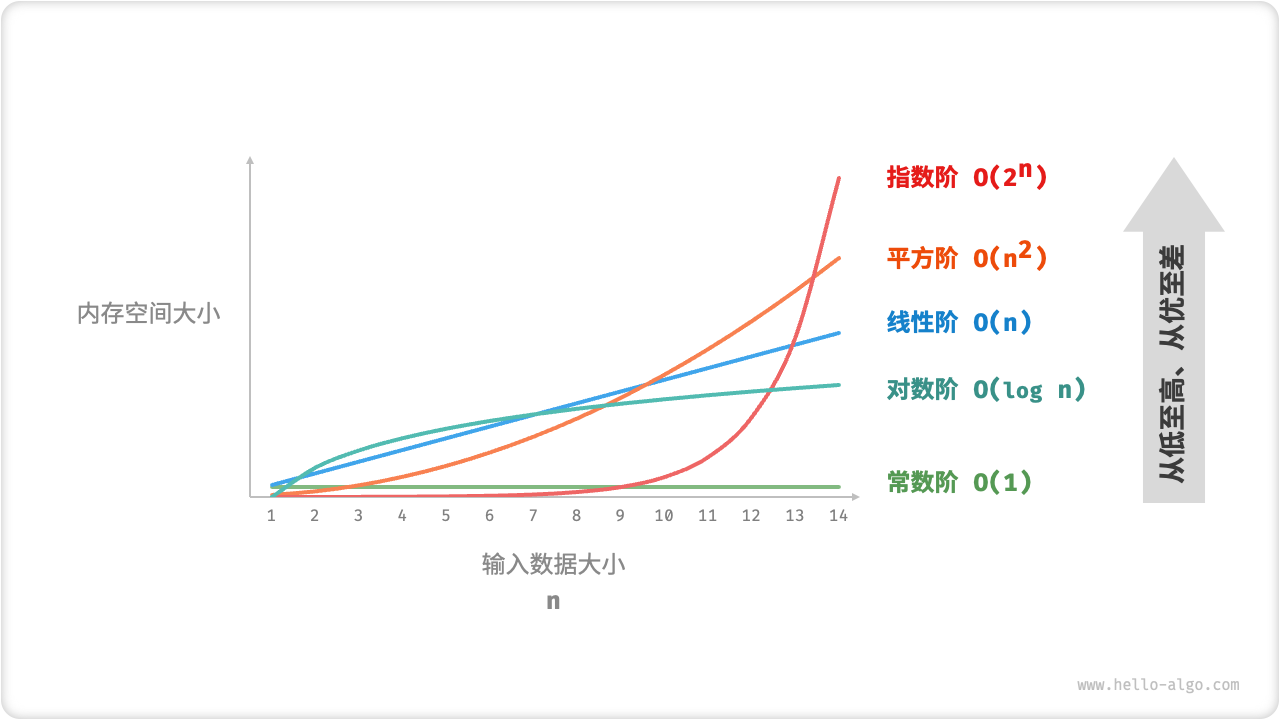 指数阶 O(2ⁿ)
平方阶 O(n²)
内存空间大小
线性阶 O(n)
对数阶 O(log n)
常数阶 O(1)
从低至高、从优至差
1 2 3 4 5 6 7 8 9 10 11 12 13 14
输入数据大小
n
www.hello-algo.com